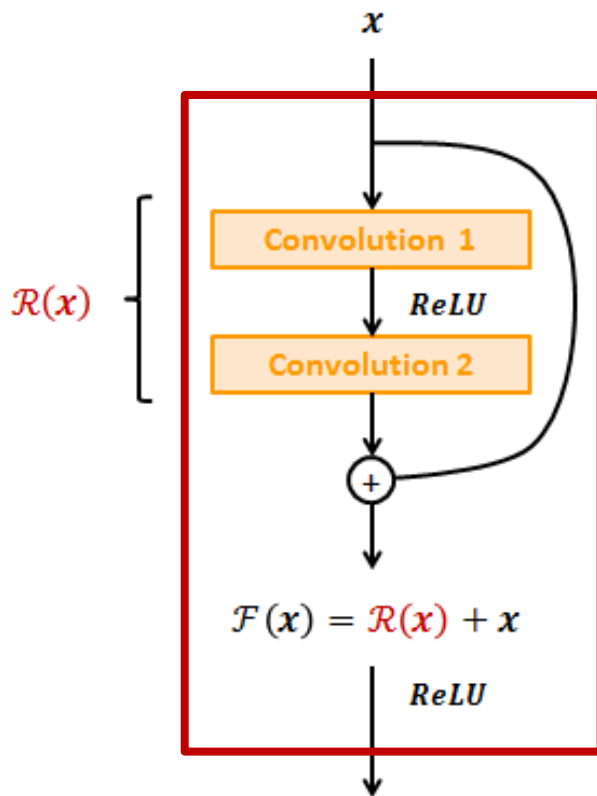 x
Convolution 1
ℛ(x)
ReLU
Convolution 2
+
ℱ(x) = ℛ(x) + x
ReLU